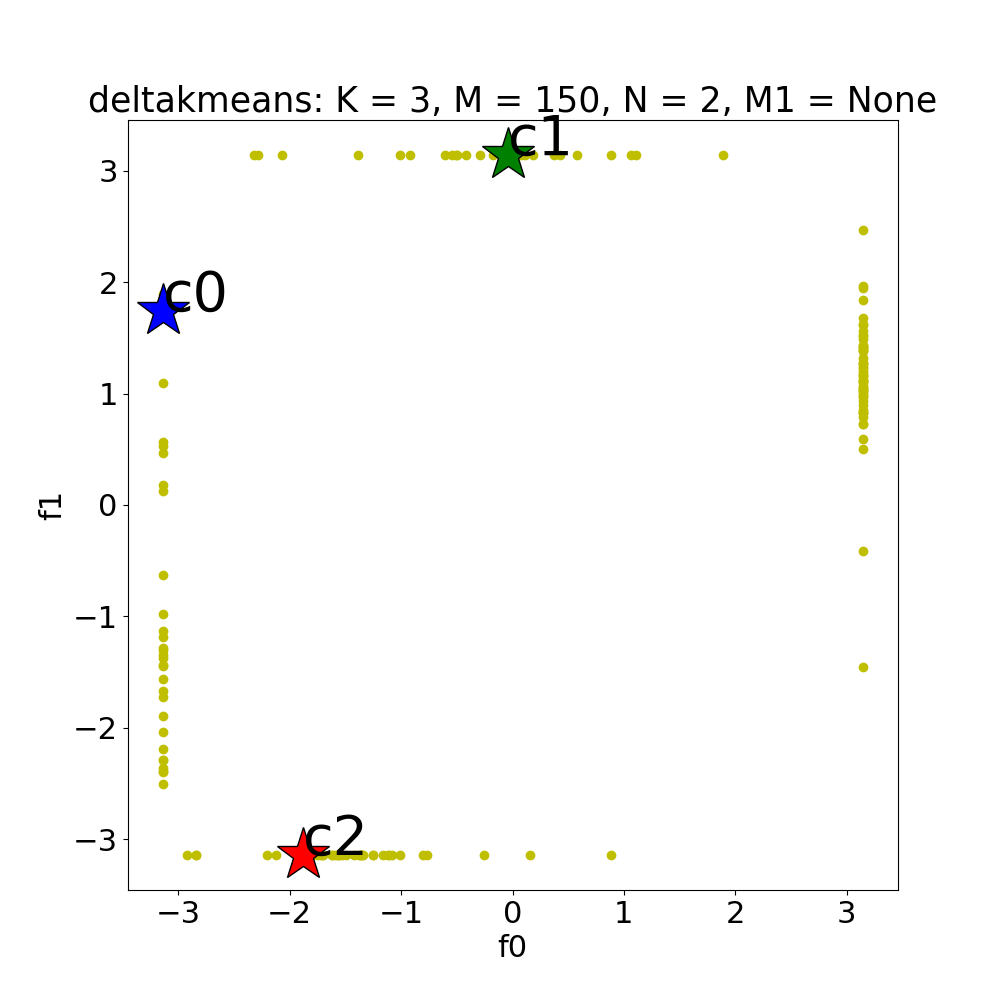 deltakmeans: K = 3, M = 150, N = 2, M1 = None
c1
3
c0
2
1
0
f1
−1
−2
c2
−3
−3
−2
−1
0
1
2
3
f0